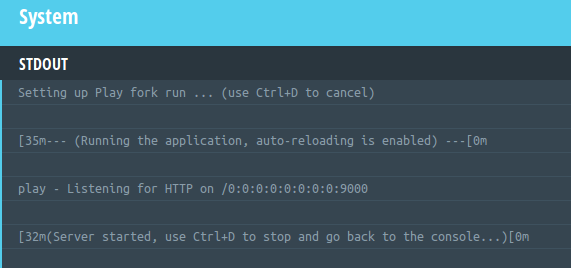 System
STDOUT
Setting up Play fork run ... (use Ctrl+D to cancel)
[35m--- (Running the application, auto-reloading is enabled) ---[0m
play - Listening for HTTP on /0:0:0:0:0:0:0:0:9000
[32m(Server started, use Ctrl+D to stop and go back to the console...)[0m